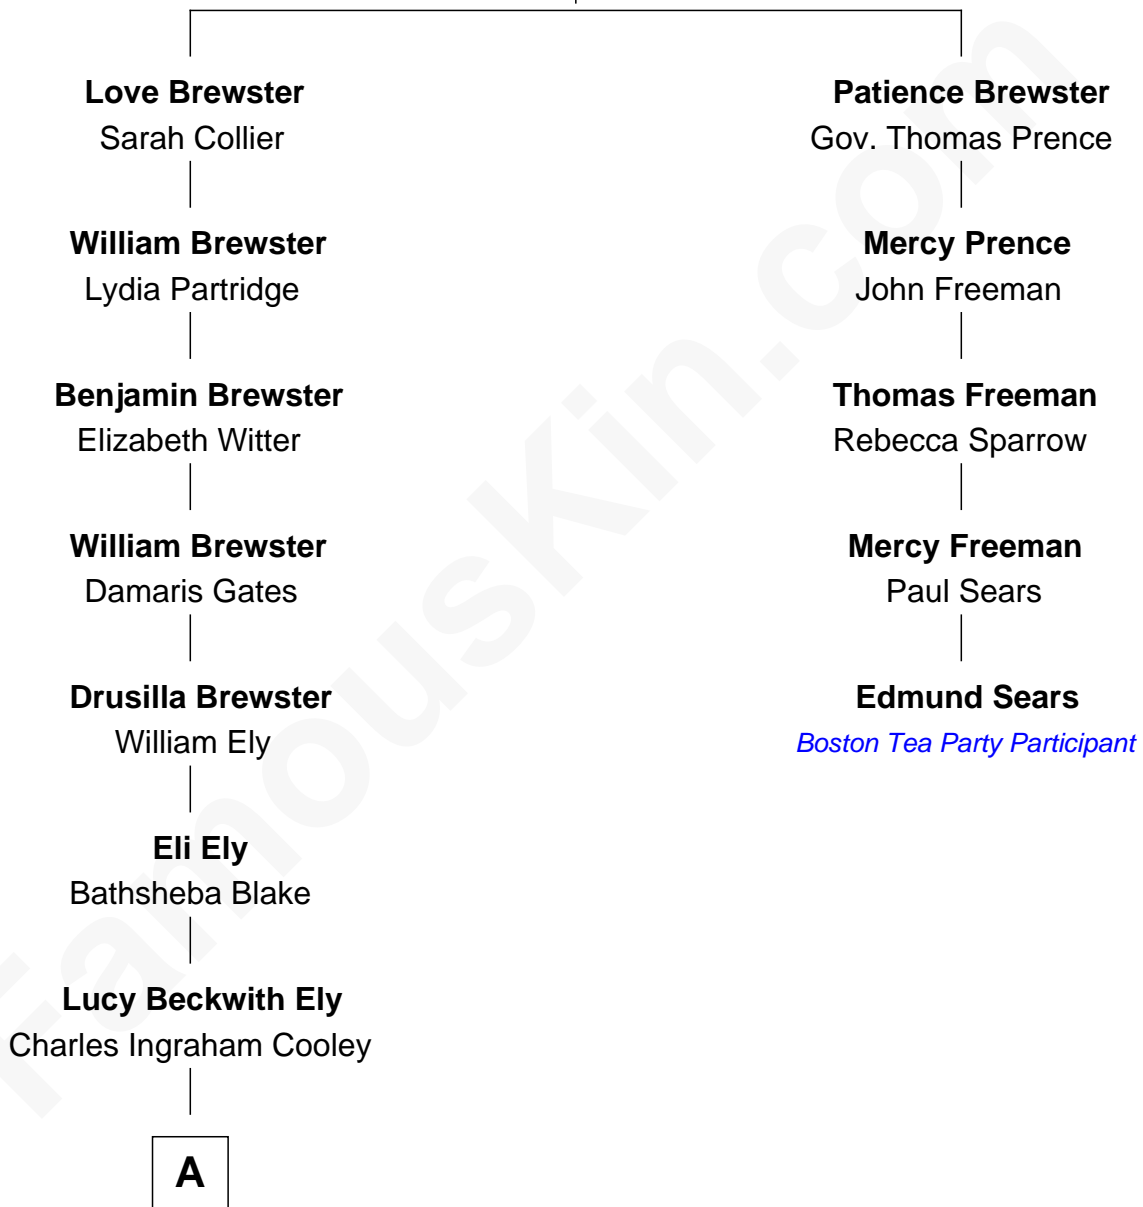 Love Brewster
Sarah Collier
William Brewster
Lydia Partridge
Benjamin Brewster
Elizabeth Witter
William Brewster
Damaris Gates
Drusilla Brewster
William Ely
Eli Ely
Bathsheba Blake
Lucy Beckwith Ely
Charles Ingraham Cooley
A
Patience Brewster
Gov. Thomas Prence
Mercy Prence
John Freeman
Thomas Freeman
Rebecca Sparrow
Mercy Freeman
Paul Sears
Edmund Sears
Boston Tea Party Participant
FamousKin.com